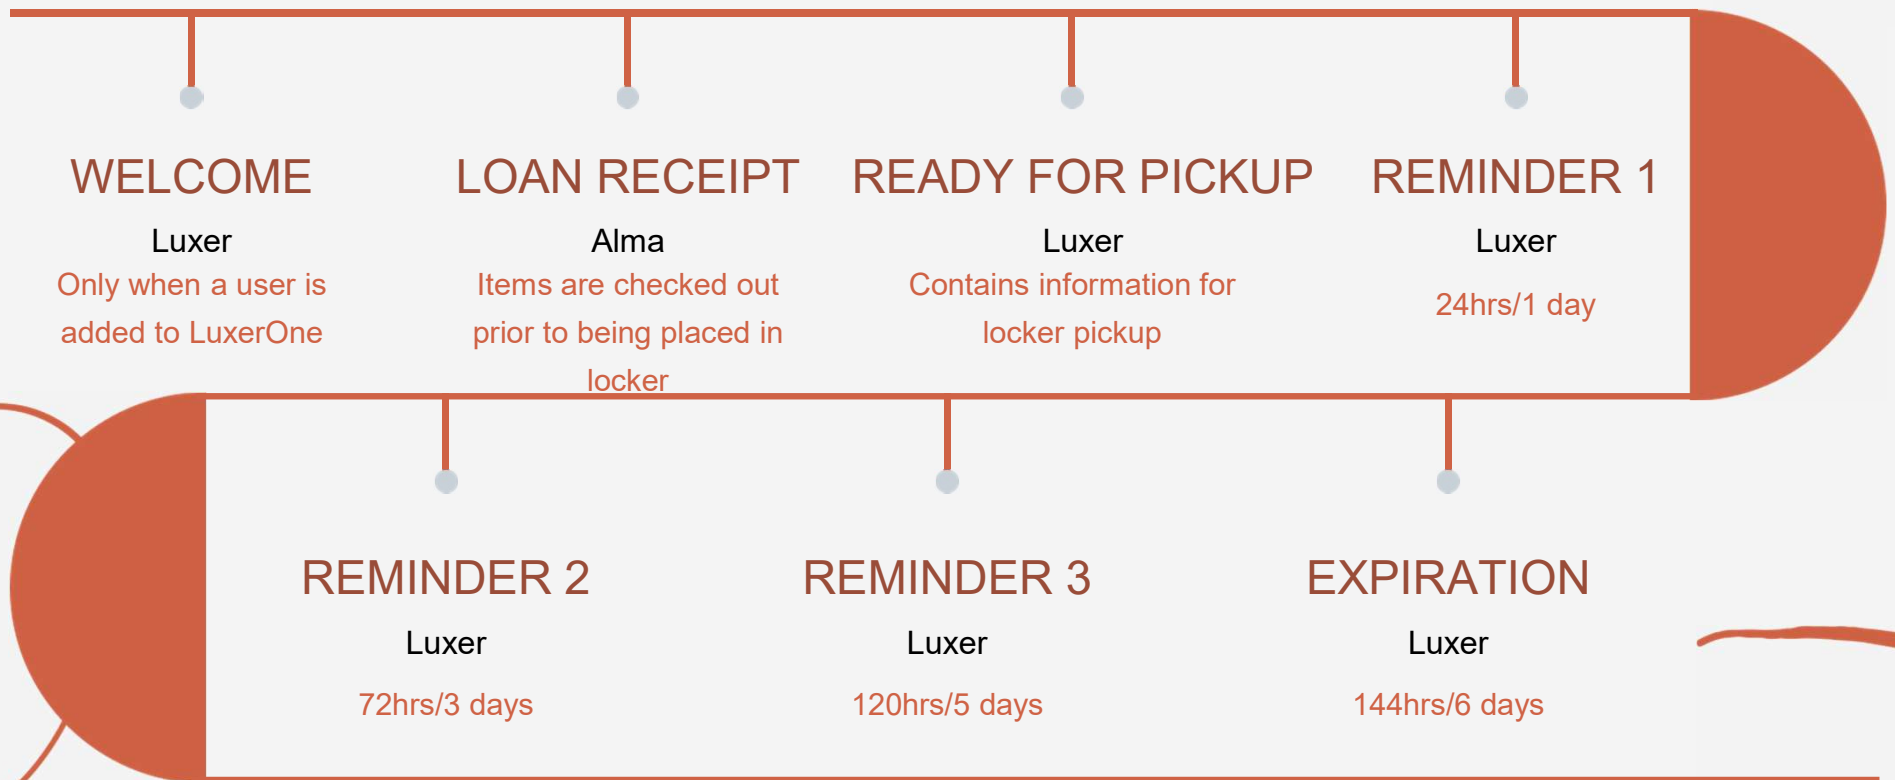 WELCOME
Luxer
Only when a user is
added to LuxerOne
LOAN RECEIPT
Alma
Items are checked out
prior to being placed in
locker
READY FOR PICKUP
Luxer
Contains information for
locker pickup
REMINDER 1
Luxer
24hrs/1 day
REMINDER 2
Luxer
72hrs/3 days
REMINDER 3
Luxer
120hrs/5 days
EXPIRATION
Luxer
144hrs/6 days